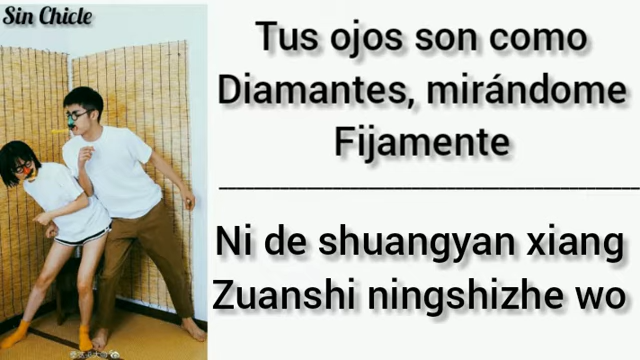 Sin Chicle
Tus ojos son como
Diamantes, mirándome
Fijamente
Ni de shuangyan xiang
Zuanshi ningshizhe wo